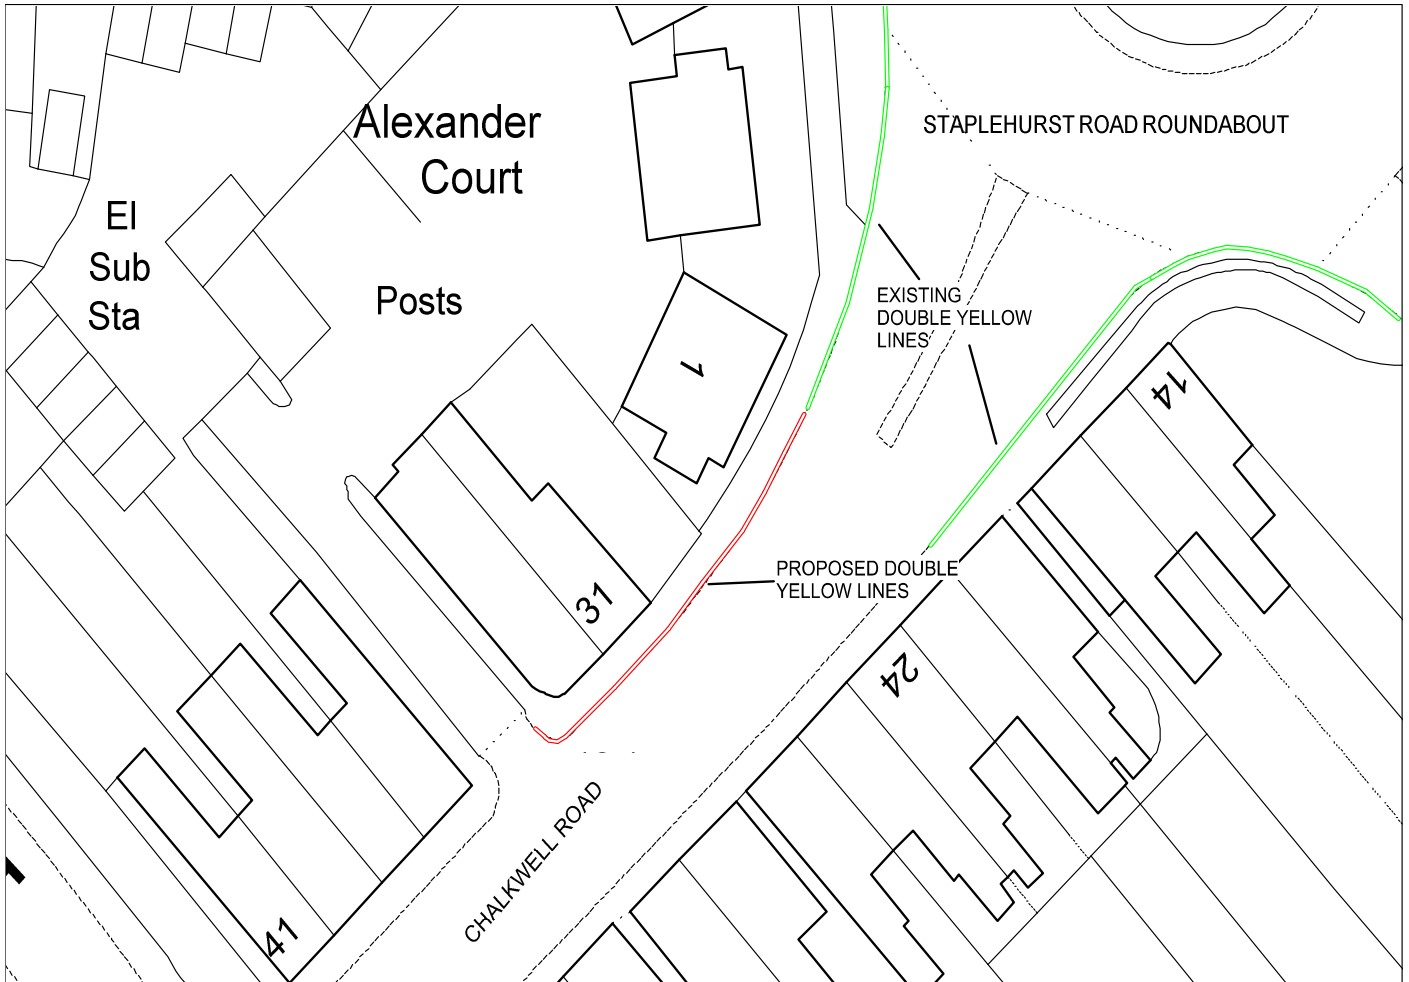 Alexander
Court
STAPLEHURST ROAD ROUNDABOUT
El
Sub
Sta
Posts
EXISTING
DOUBLE YELLOW
LINES
1
14
PROPOSED DOUBLE
YELLOW LINES
31
24
CHALKWELL ROAD
41